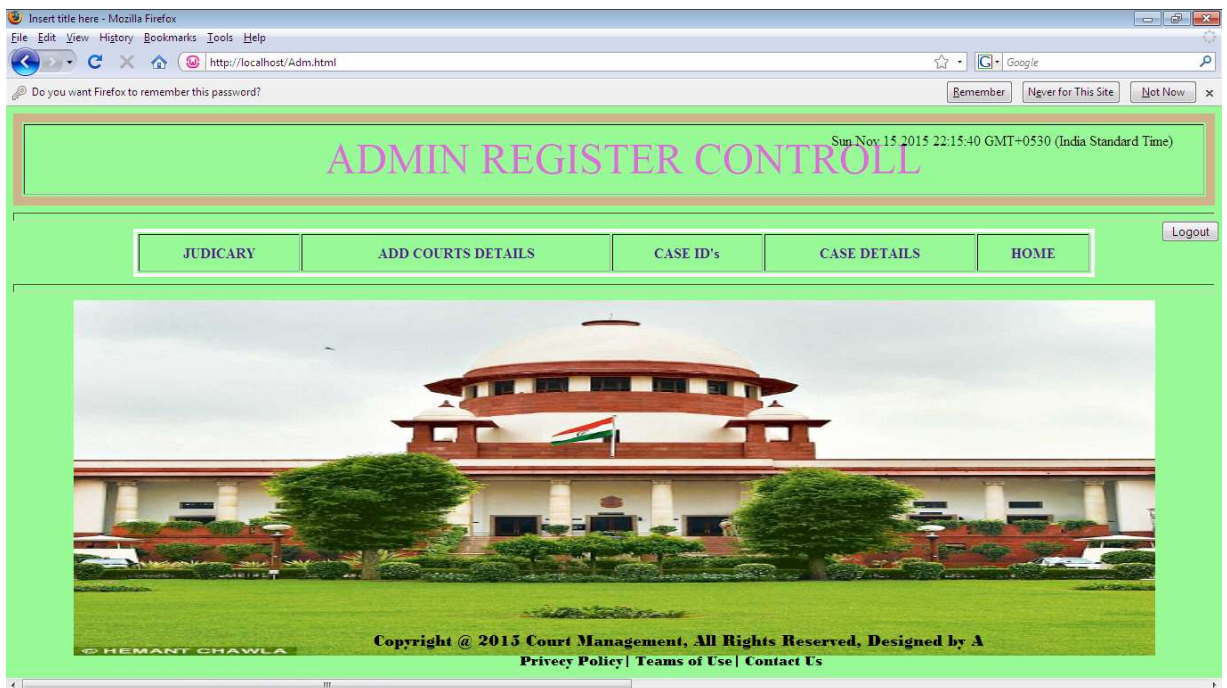 Insert title here - Mozilla Firefox
File Edit View History Bookmarks Tools Help
http://localhost/Adm.html
G Google
Do you want Firefox to remember this password?
Remember Never for This Site Not Now
Sun Nov 15 2015 22:15:40 GMT+0530 (India Standard Time)
ADMIN REGISTER CONTROLL
Logout
JUDICARY ADD COURTS DETAILS CASE ID's CASE DETAILS HOME
Copyright @ 2015 Court Management, All Rights Reserved, Designed by A
© HEMANT CHAWLA
Privecy Policy| Teams of Use| Contact Us